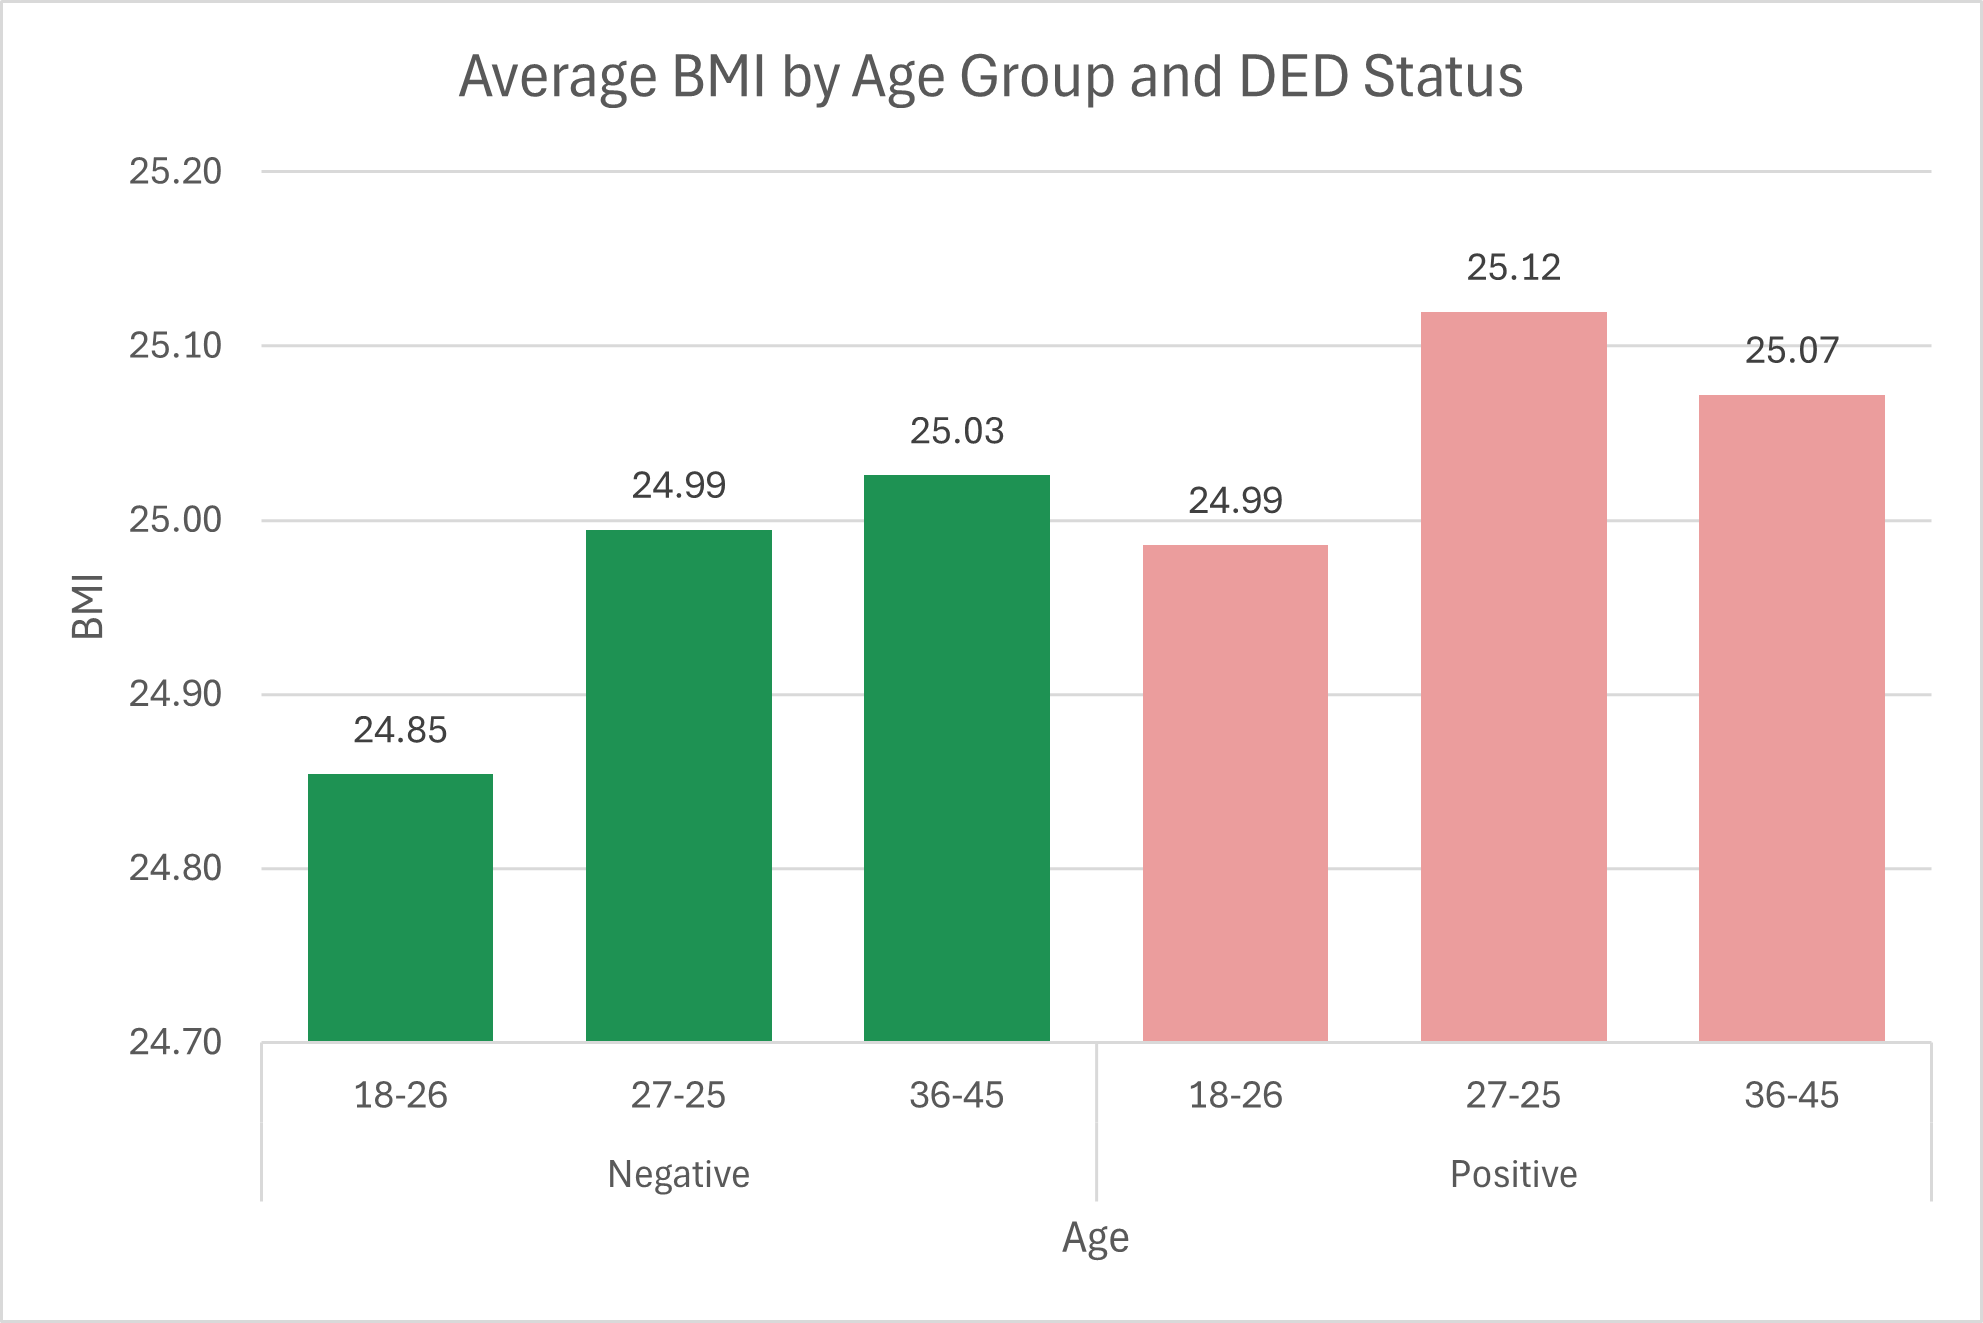 Average BMI by Age Group and DED Status
25.20
25.10
25.00
24.90
24.80
24.70
BMI
24.85
24.99
25.03
24.99
25.12
25.07
18-26 27-25 36-45 18-26 27-25 36-45
Negative Positive
Age